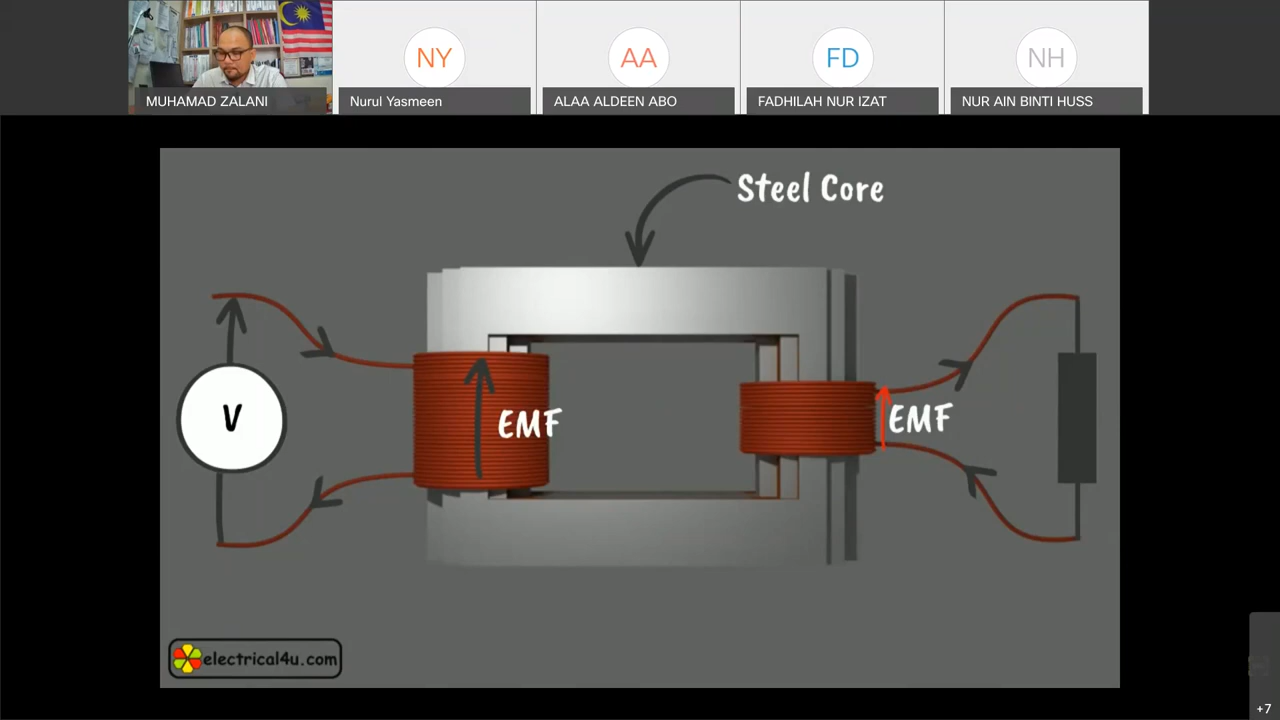 NY
AA
FD
NH
MUHAMAD ZALANI
Nurul Yasmeen
ALAA ALDEEN ABO
FADHILAH NUR IZAT
NUR AIN BINTI HUSS
Steel Core
V
EMF
EMF
electrical4u.com
+7